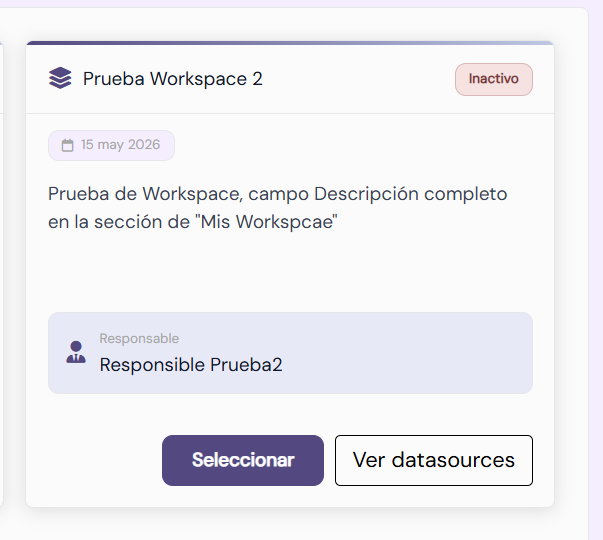 Prueba Workspace 2
Inactivo
15 may 2026
Prueba de Workspace, campo Descripción completo
en la sección de "Mis Workspcae"
Responsable
Responsible Prueba2
Seleccionar
Ver datasources